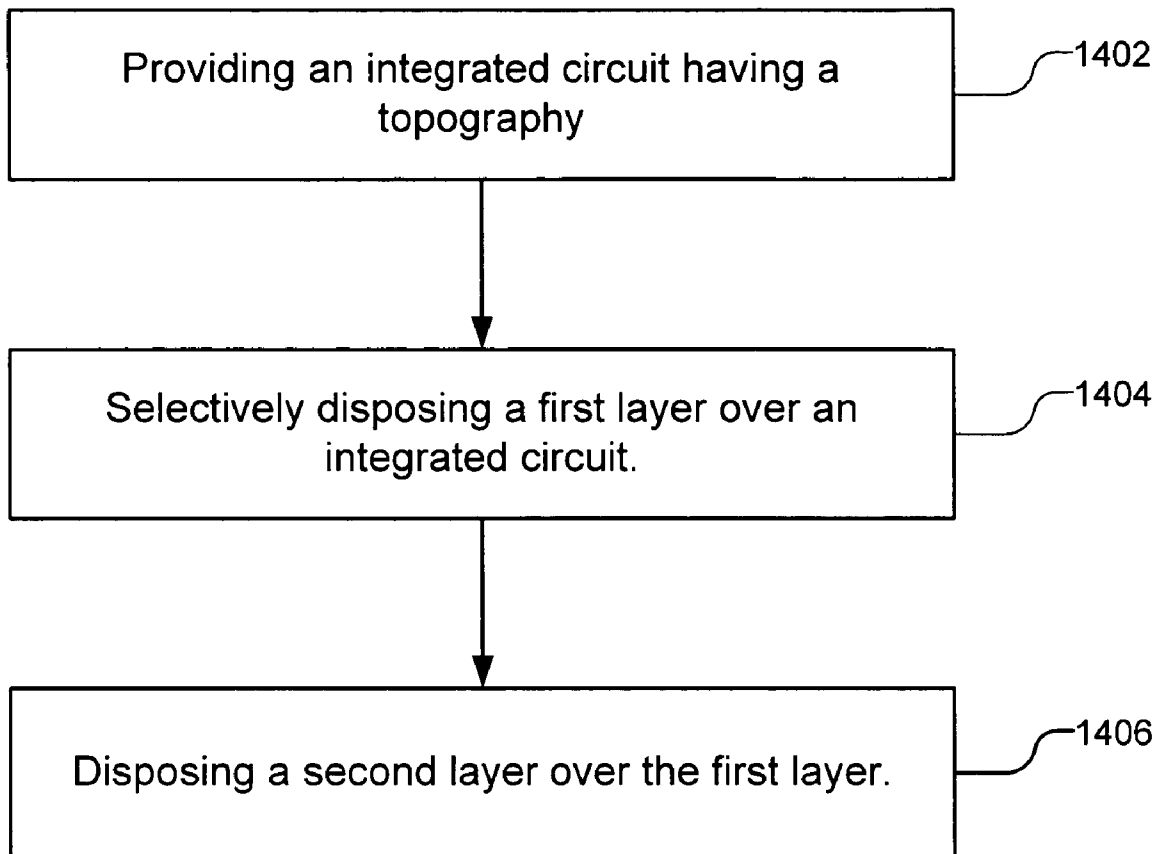 Providing an integrated circuit having a
topography
1402
Selectively disposing a first layer over an
integrated circuit.
1404
Disposing a second layer over the first layer.
1406